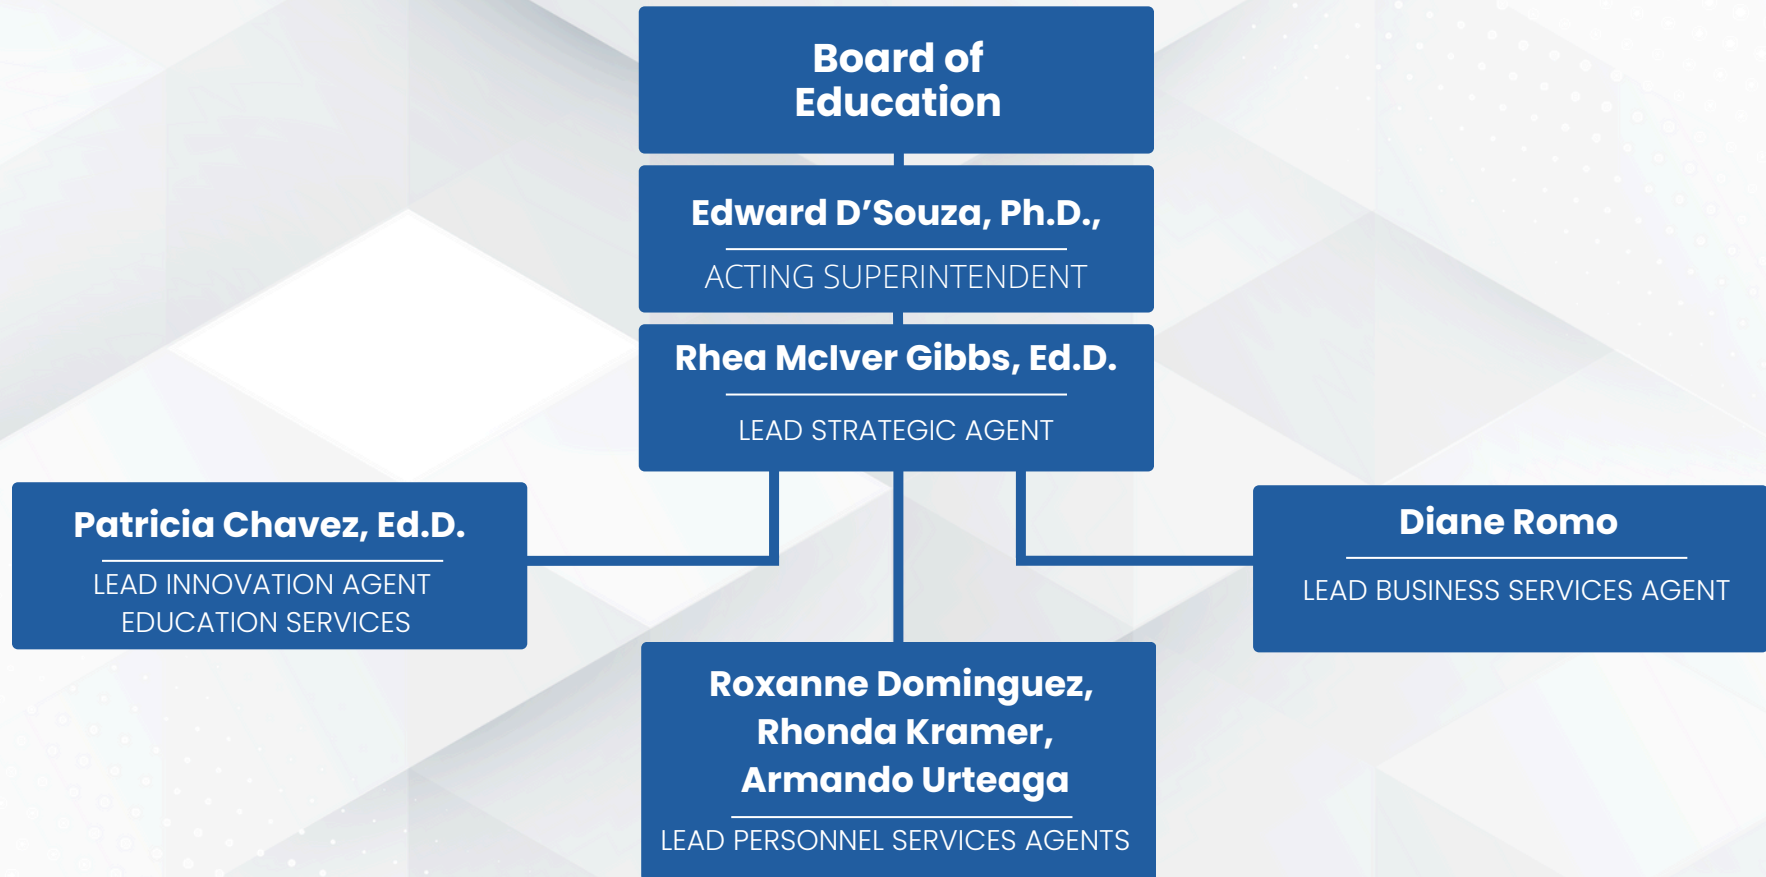 Board of
Education
Edward D’Souza, Ph.D.,
ACTING SUPERINTENDENT
Rhea McIver Gibbs, Ed.D.
LEAD STRATEGIC AGENT
Patricia Chavez, Ed.D.
LEAD INNOVATION AGENT
EDUCATION SERVICES
Diane Romo
LEAD BUSINESS SERVICES AGENT
Roxanne Dominguez,
Rhonda Kramer,
Armando Urteaga
LEAD PERSONNEL SERVICES AGENTS